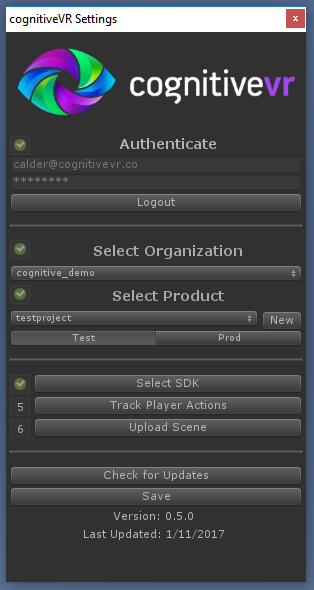 cognitiveVR Settings
x
cognitivevr
Authenticate
calder@cognitivevr.co
********
Logout
Select Organization
cognitive_demo
Select Product
testproject
New
Test Prod
Select SDK
5 Track Player Actions
6 Upload Scene
Check for Updates
Save
Version: 0.5.0
Last Updated: 1/11/2017